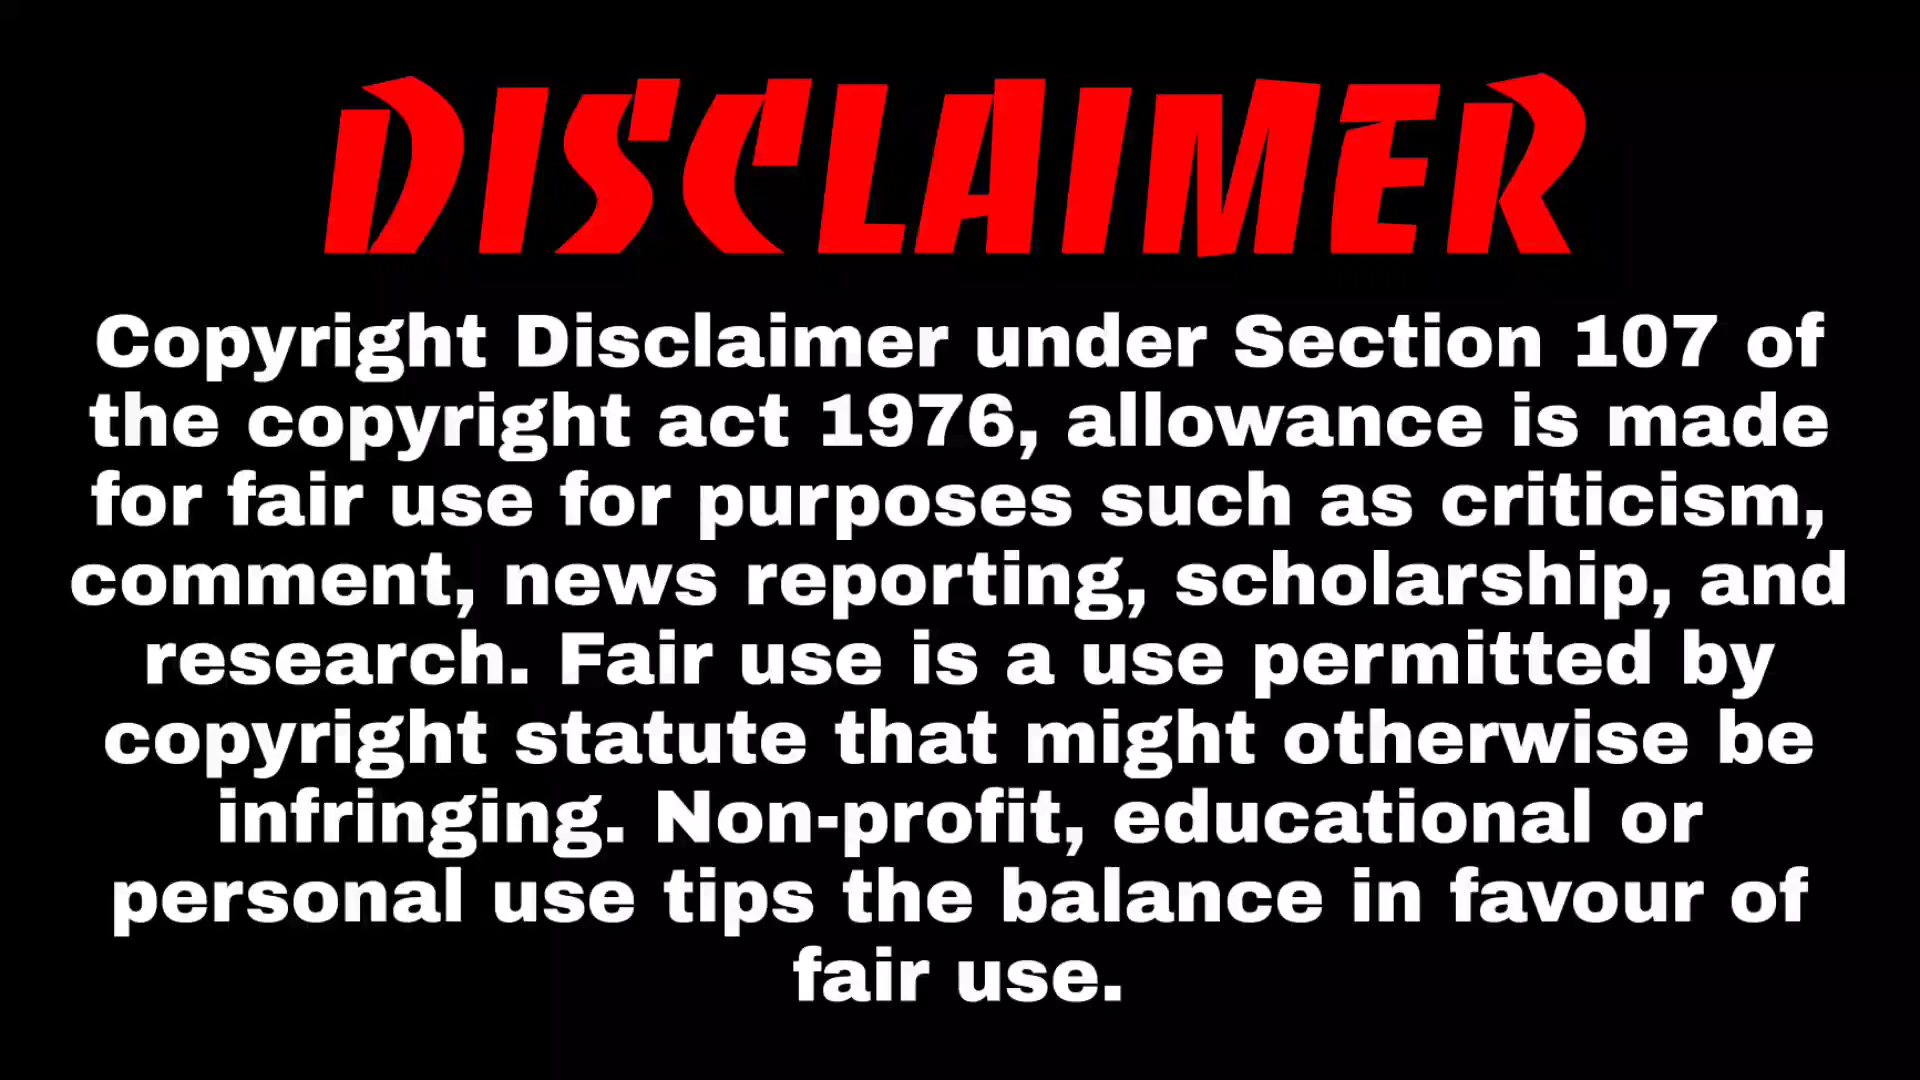 DISCLAIMER
Copyright Disclaimer under Section 107 of
the copyright act 1976, allowance is made
for fair use for purposes such as criticism,
comment, news reporting, scholarship, and
research. Fair use is a use permitted by
copyright statute that might otherwise be
infringing. Non-profit, educational or
personal use tips the balance in favour of
fair use.